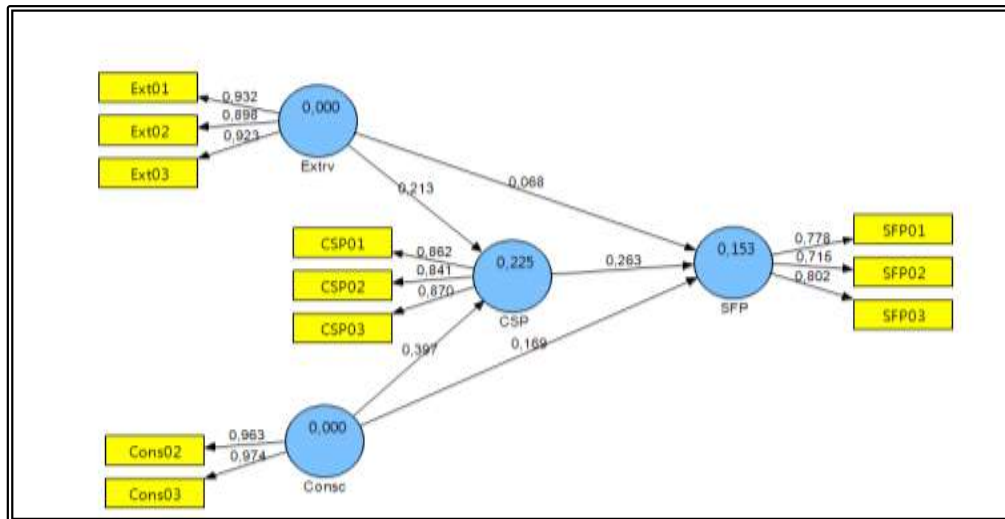 Ext01
0,932
0,000
Ext02
0,898
0,923
Ext03
Extrv
0,213
0,068
CSP01
0,862
0,225
CSP02
0,841
0,263
CSP03
0,870
CSP
0,153
SFP
0,778
SFP01
0,715
SFP02
0,802
SFP03
0,397
0,169
0,000
Cons02
0,963
0,974
Cons03
Consc